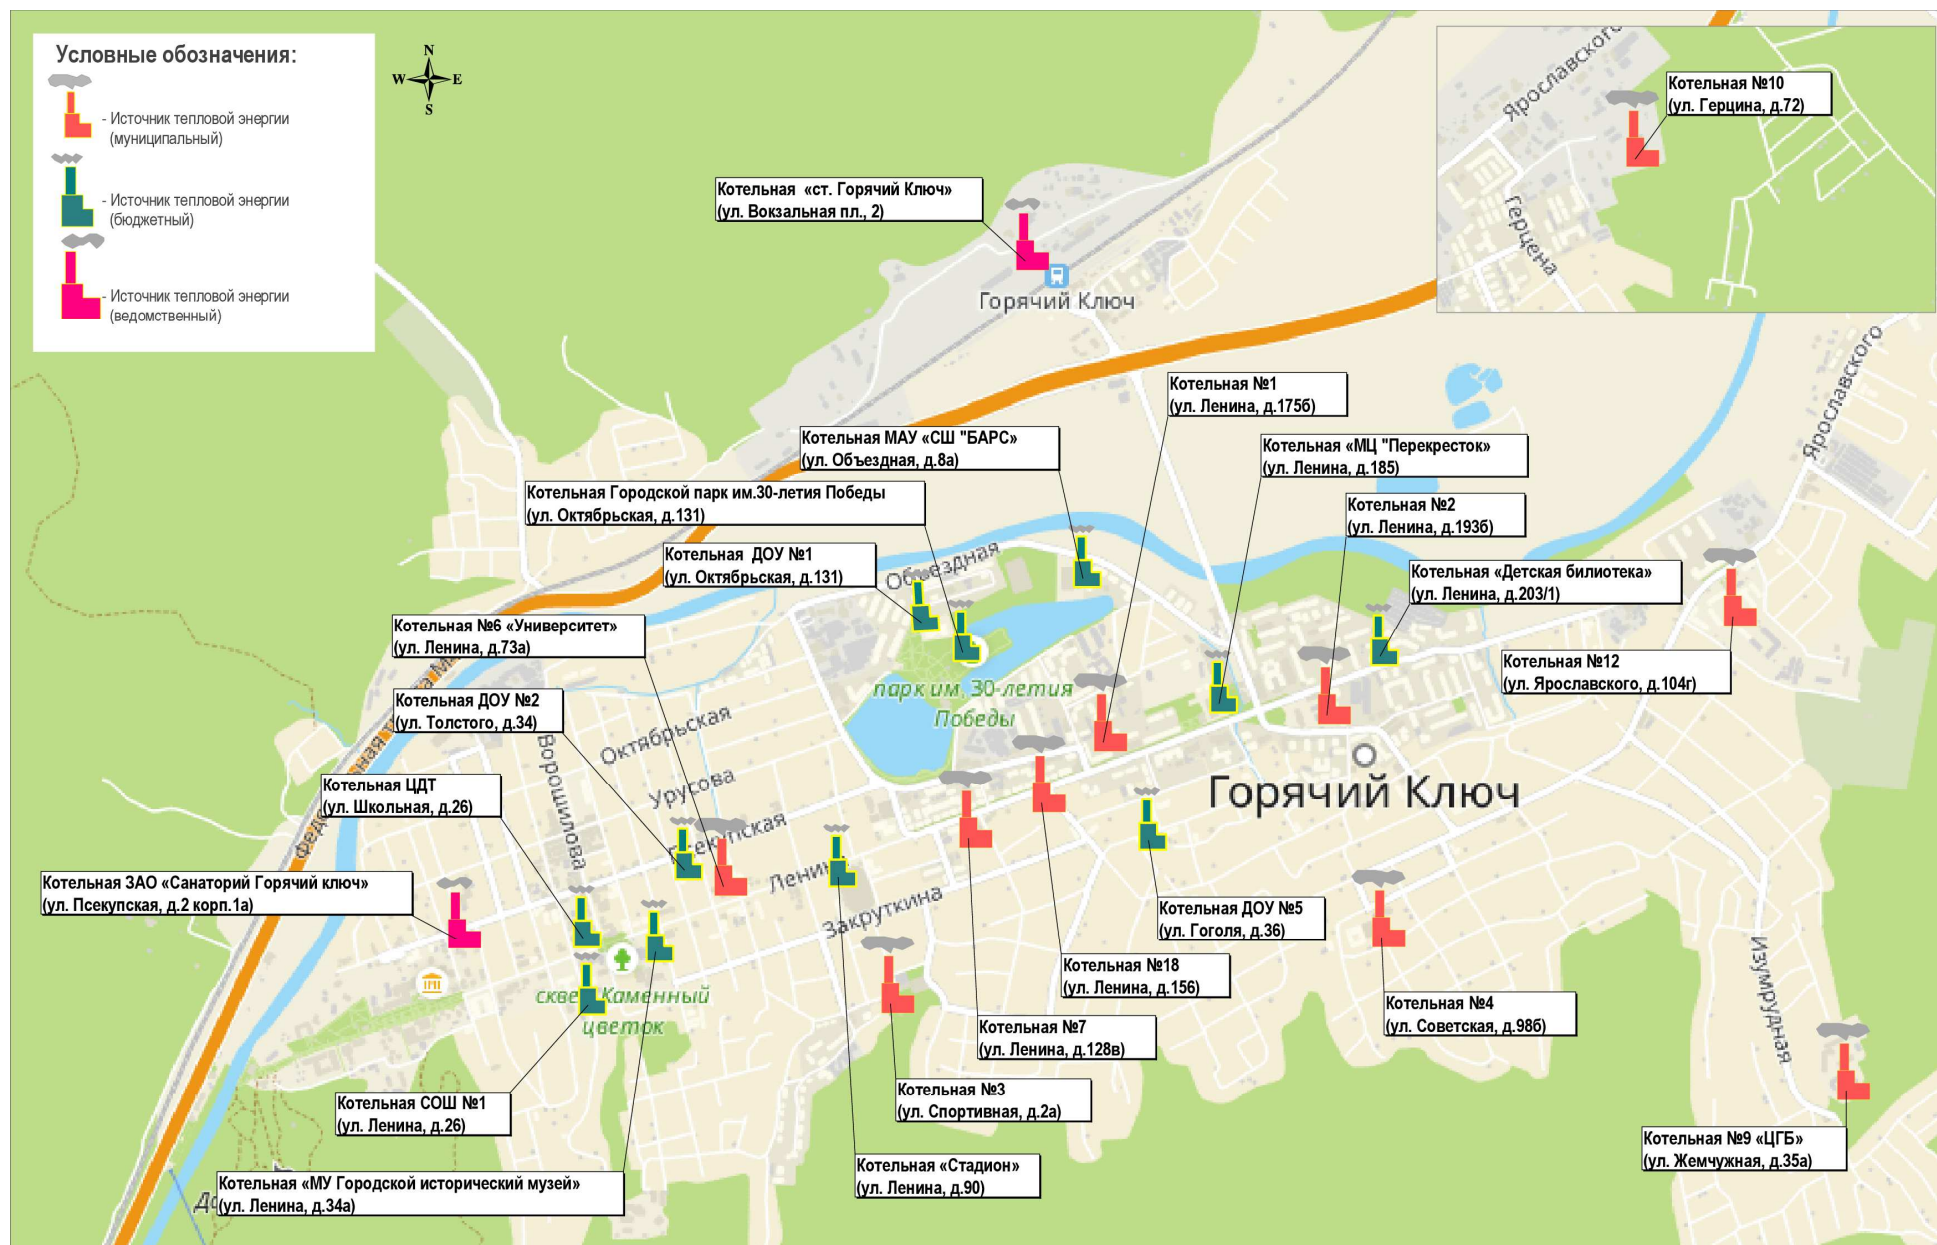 Условные обозначения:
- Источник тепловой энергии
(муниципальный)
- Источник тепловой энергии
(бюджетный)
- Источник тепловой энергии
(ведомственный)
N
W
E
S
Ярославского
Котельная №10
(ул. Герцина, д.72)
Герцена
Котельная «ст. Горячий Ключ»
(ул. Вокзальная пл., 2)
Горячий Ключ
Ярославского
Котельная №1
(ул. Ленина, д.175б)
Котельная МАУ «СШ "БАРС»
(ул. Объездная, д.8а)
Котельная «МЦ "Перекресток»
(ул. Ленина, д.185)
Котельная Городской парк им.30-летия Победы
(ул. Октябрьская, д.131)
Котельная №2
(ул. Ленина, д.193б)
Котельная ДОУ №1
(ул. Октябрьская, д.131)
Объездная
Котельная «Детская билиотека»
(ул. Ленина, д.203/1)
Котельная №6 «Университет»
(ул. Ленина, д.73а)
Котельная №12
(ул. Ярославского, д.104г)
парк им. 30-летия
Победы
Котельная ДОУ №2
(ул. Толстого, д.34)
Октябрьская
Ворошилова
Урусова
Котельная ЦДТ
(ул. Школьная, д.26)
Горячий Ключ
Ленина
Закруткина
Котельная ЗАО «Санаторий Горячий ключ»
(ул. Псекупская, д.2 корп.1а)
Котельная ДОУ №5
(ул. Гоголя, д.36)
Котельная №18
(ул. Ленина, д.156)
Изумрудная
Каменный
цветок
Котельная №4
(ул. Советская, д.98б)
Котельная №7
(ул. Ленина, д.128в)
Котельная №3
(ул. Спортивная, д.2а)
Котельная СОШ №1
(ул. Ленина, д.26)
Котельная №9 «ЦГБ»
(ул. Жемчужная, д.35а)
Котельная «Стадион»
(ул. Ленина, д.90)
Котельная «МУ Городской исторический музей»
(ул. Ленина, д.34а)